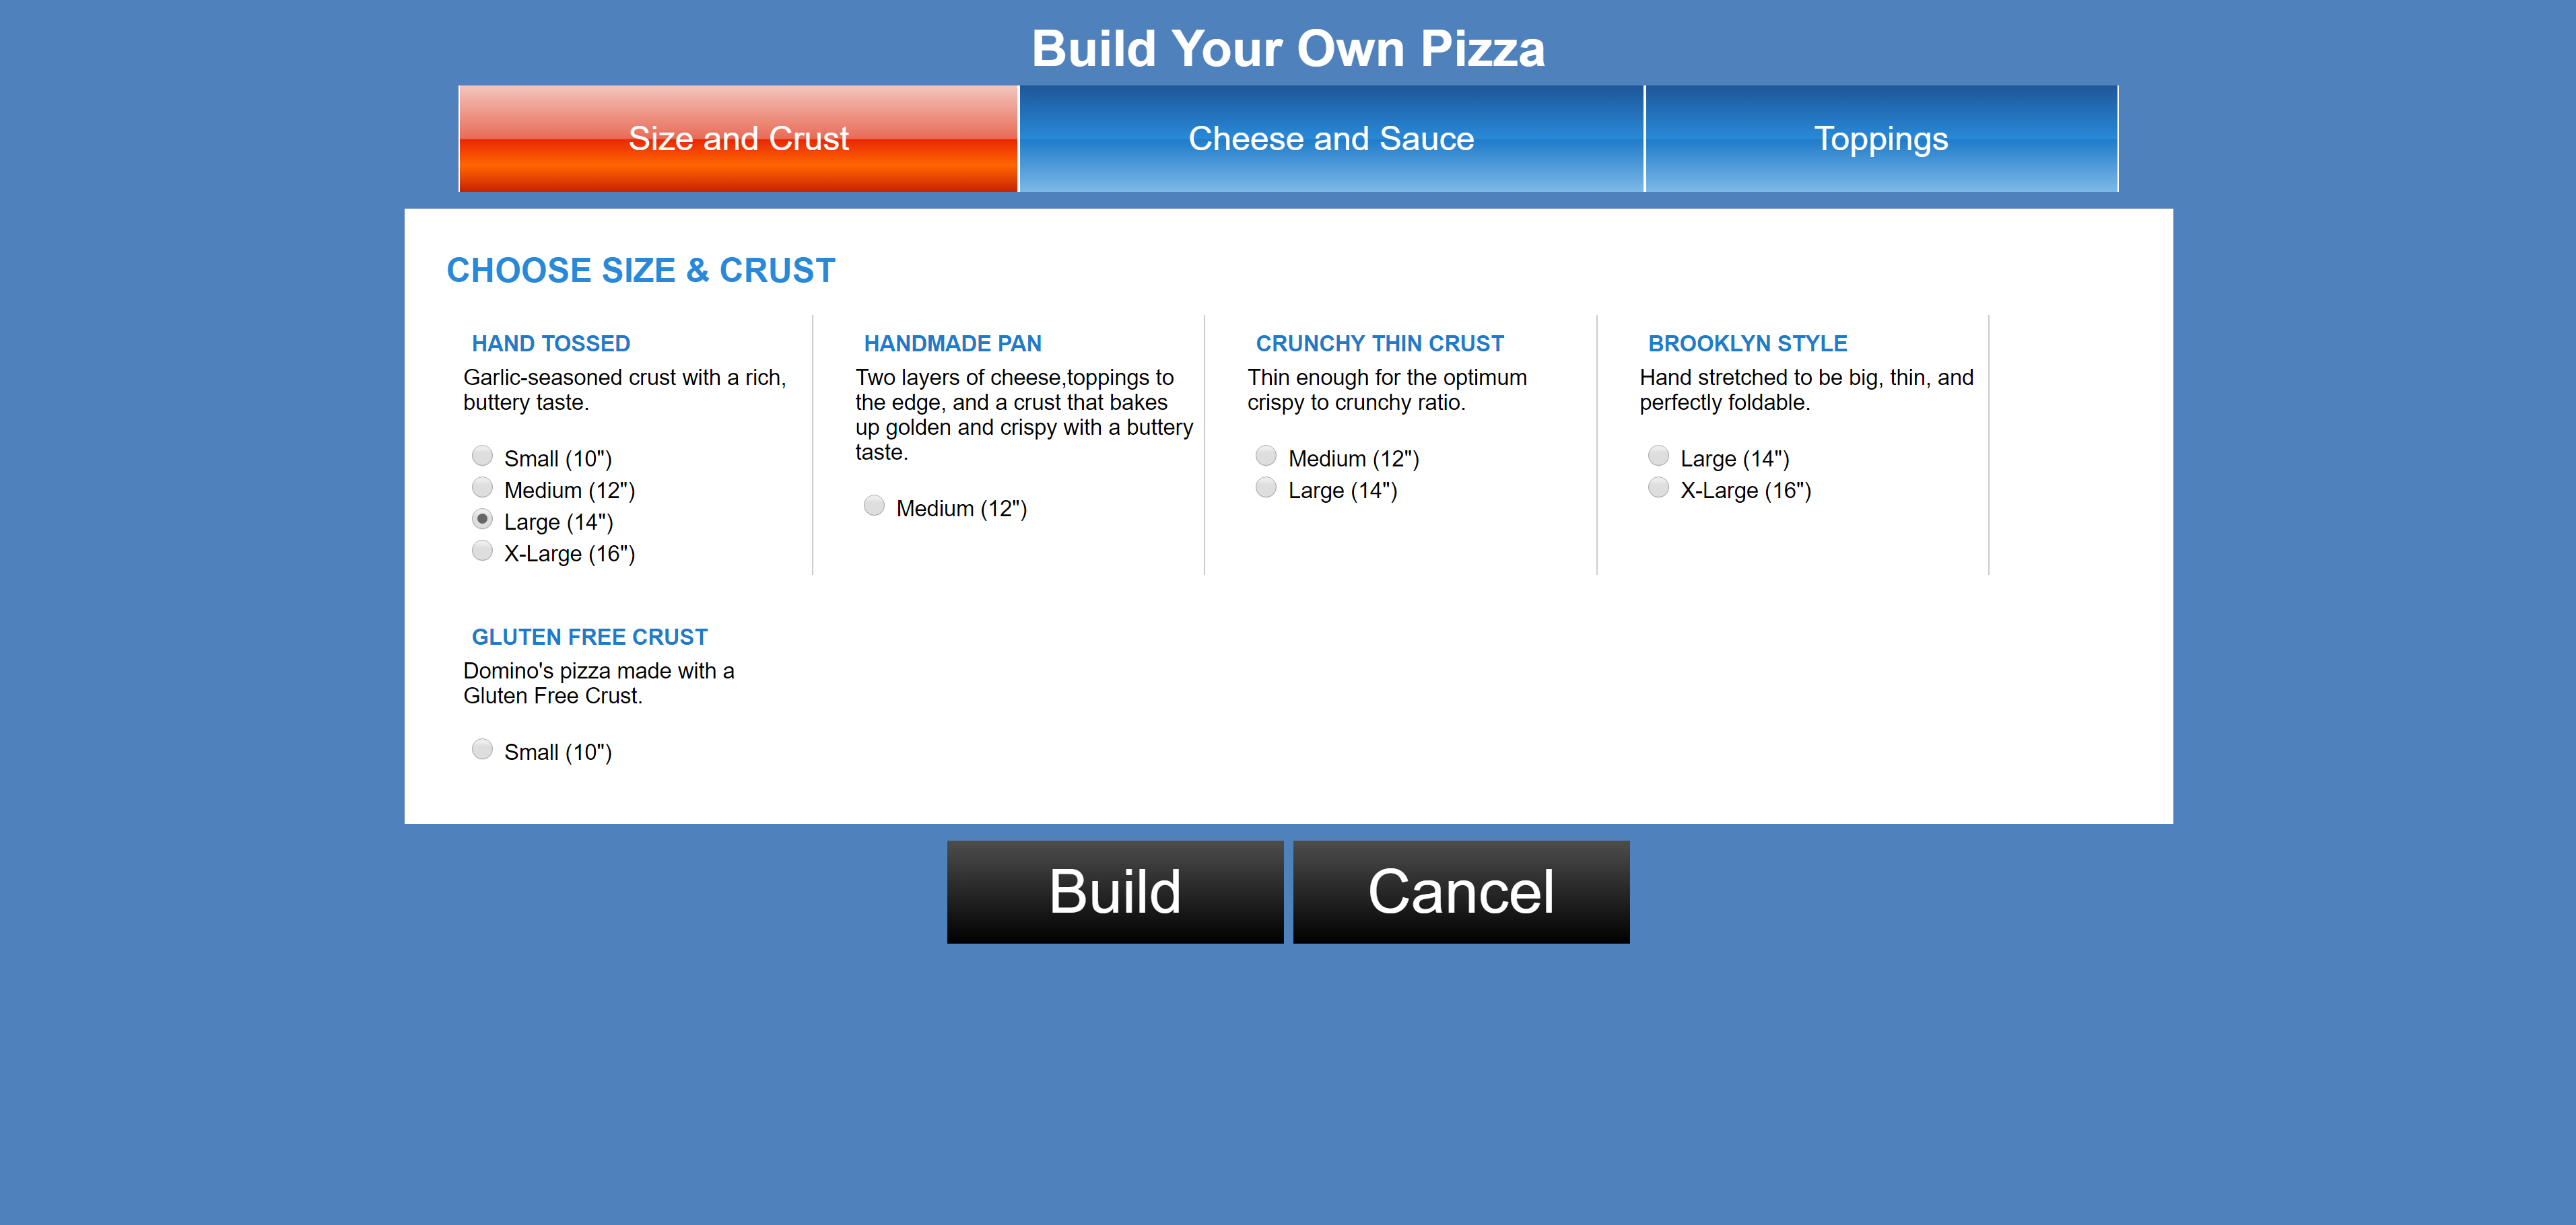 Build Your Own Pizza
Size and Crust
Cheese and Sauce
Toppings
CHOOSE SIZE & CRUST
HAND TOSSED
Garlic-seasoned crust with a rich,
buttery taste.
Small (10")
Medium (12")
Large (14")
X-Large (16")
HANDMADE PAN
Two layers of cheese,toppings to
the edge, and a crust that bakes
up golden and crispy with a buttery
taste.
Medium (12")
CRUNCHY THIN CRUST
Thin enough for the optimum
crispy to crunchy ratio.
Medium (12")
Large (14")
BROOKLYN STYLE
Hand stretched to be big, thin, and
perfectly foldable.
Large (14")
X-Large (16")
GLUTEN FREE CRUST
Domino's pizza made with a
Gluten Free Crust.
Small (10")
Build
Cancel